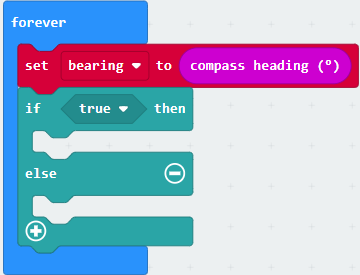 forever
set bearing to compass heading (°)
if true then
else